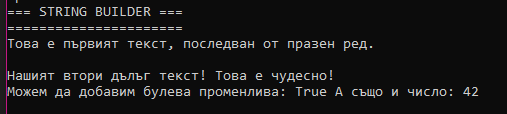 === STRING BUILDER ===
======================
Това е първият текст, последван от празен ред.
Нашият втори дълъг текст! Това е чудесно!
Можем да добавим булева променлива: True А също и число: 42